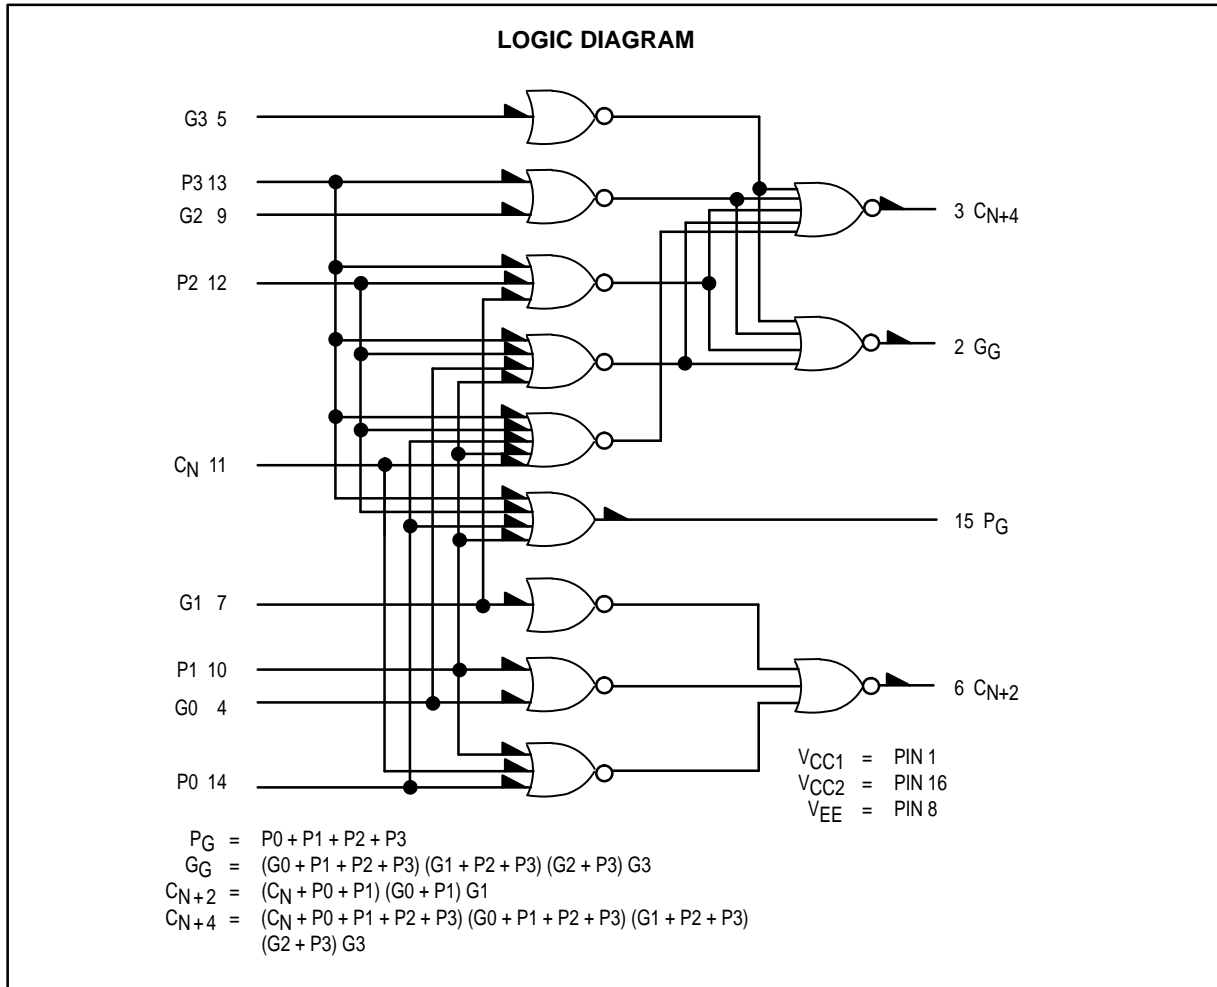 LOGIC DIAGRAM
G3 5
P3 13
G2 9
3 CN+4
P2 12
2 GG
CN 11
15 PG
G1 7
P1 10
6 CN+2
G0 4
VCC1 = PIN 1
P0 14
VCC2 = PIN 16
VEE = PIN 8
PG = P0 + P1 + P2 + P3
GG = (G0 + P1 + P2 + P3) (G1 + P2 + P3) (G2 + P3) G3
CN+2 = (CN + P0 + P1) (G0 + P1) G1
CN+4 = (CN + P0 + P1 + P2 + P3) (G0 + P1 + P2 + P3) (G1 + P2 + P3)
(G2 + P3) G3